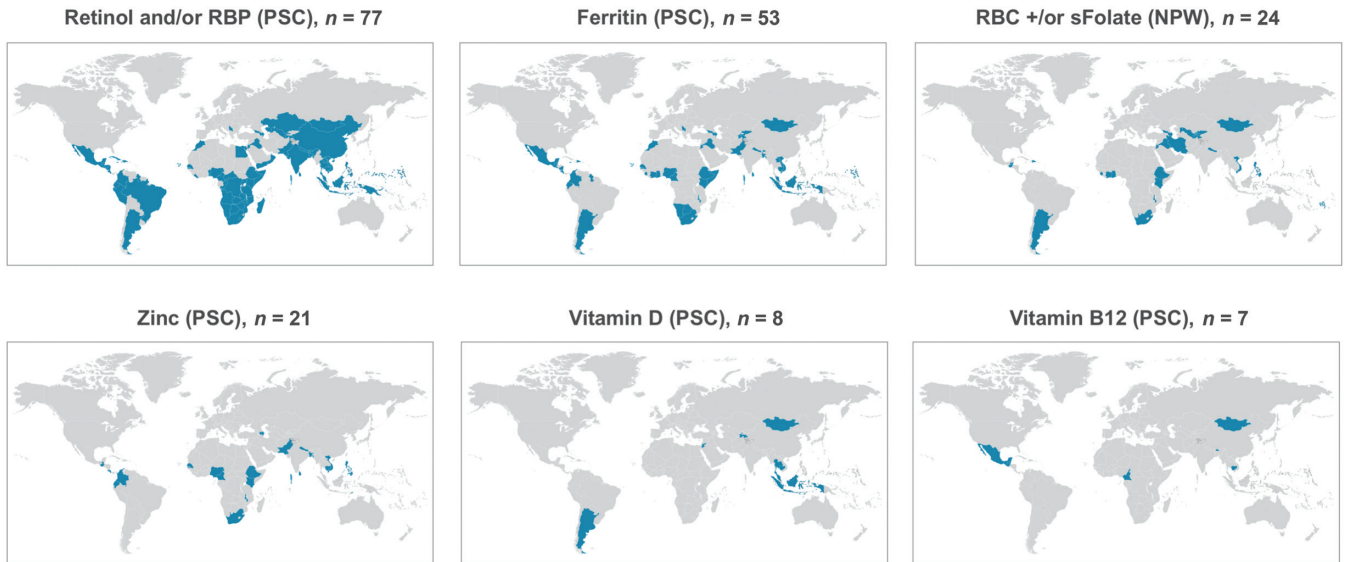 Retinol and/or RBP (PSC), n = 77
Ferritin (PSC), n = 53
RBC +/or sFolate (NPW), n = 24
Zinc (PSC), n = 21
Vitamin D (PSC), n = 8
Vitamin B12 (PSC), n = 7